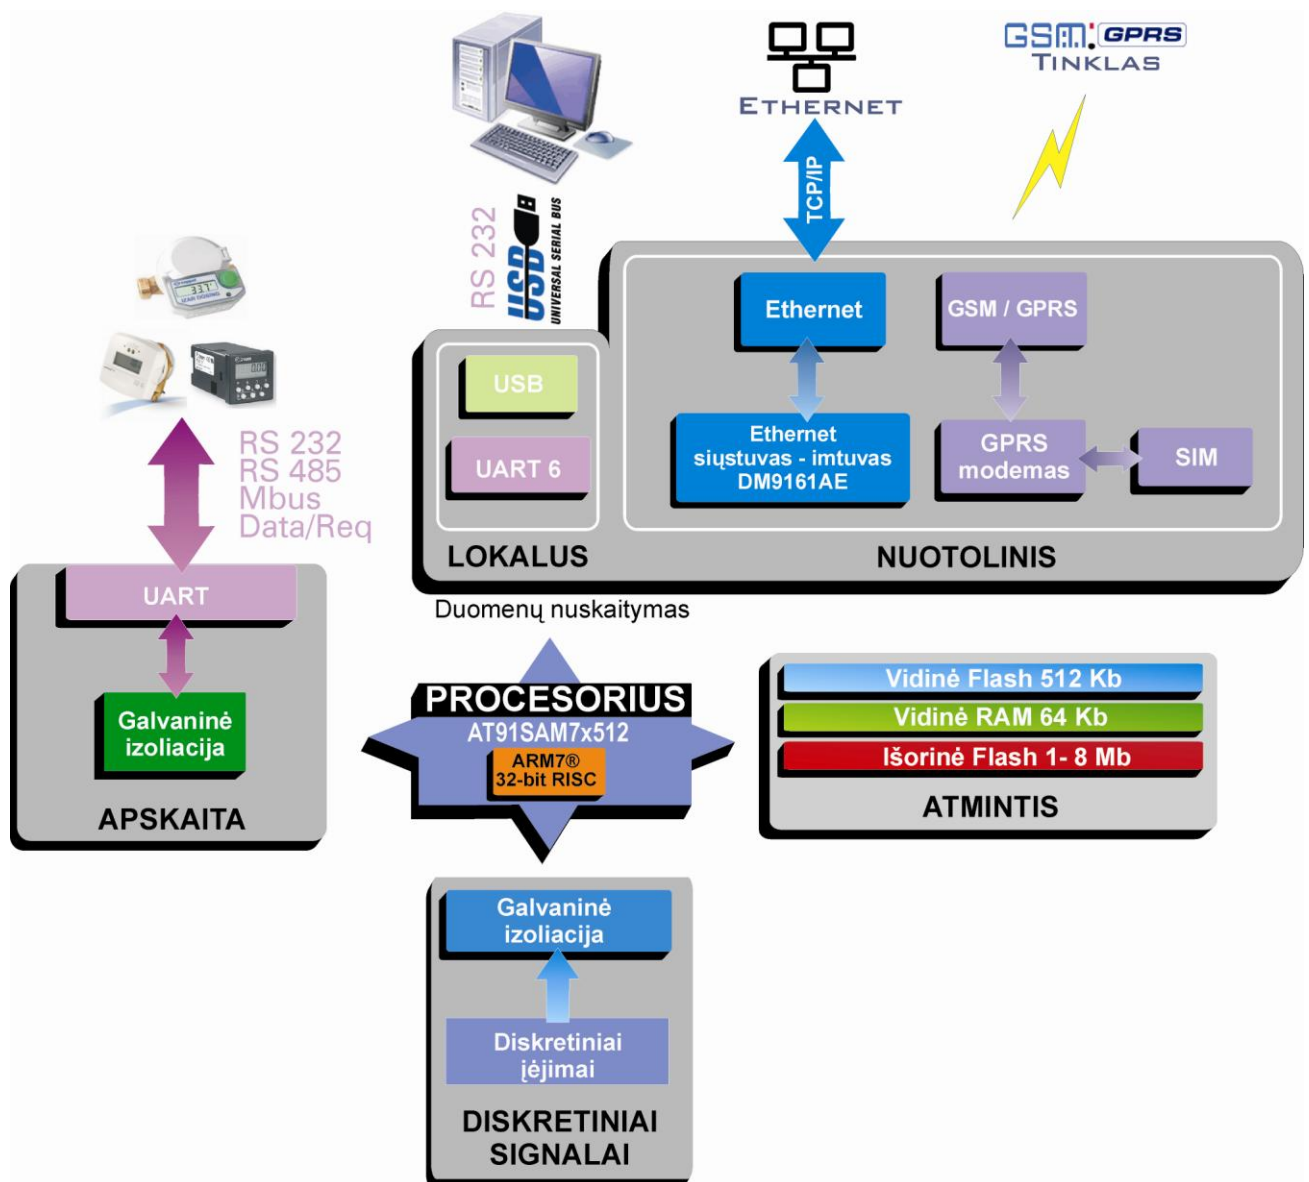 GSM: GPRS
TINKLAS
ETHERNET
TCP/IP
RS 232
USB
UNIVERSAL SERIAL BUS
33.7
Ethernet
GSM / GPRS
USB
UART 6
Ethernet
siųstuvas - imtuvas
DM9161AE
GPRS
modemas
SIM
LOKALUS
NUOTOLINIS
Duomenų nuskaitymas
RS 232
RS 485
Mbus
Data/Req
UART
Galvaninė
izoliacija
APSKAITA
PROCESORIUS
AT91SAM7x512
ARM7®
32-bit RISC
Vidinė Flash 512 Kb
Vidinė RAM 64 Kb
Išorinė Flash 1- 8 Mb
ATMINTIS
Galvaninė
izoliacija
Diskretiniai
įėjimai
DISKRETINIAI
SIGNALAI